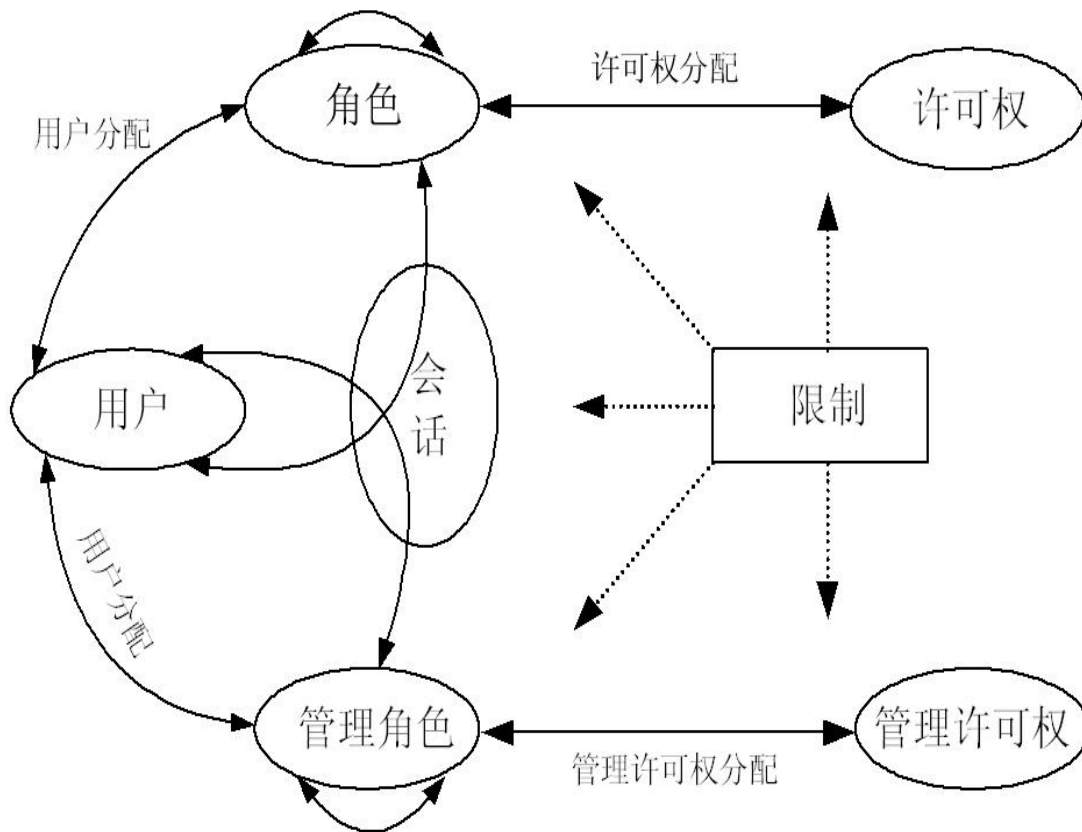 许可权分配
角色
许可权
用户分配
会
话
用户
限制
用户分配
管理角色
管理许可权
管理许可权分配